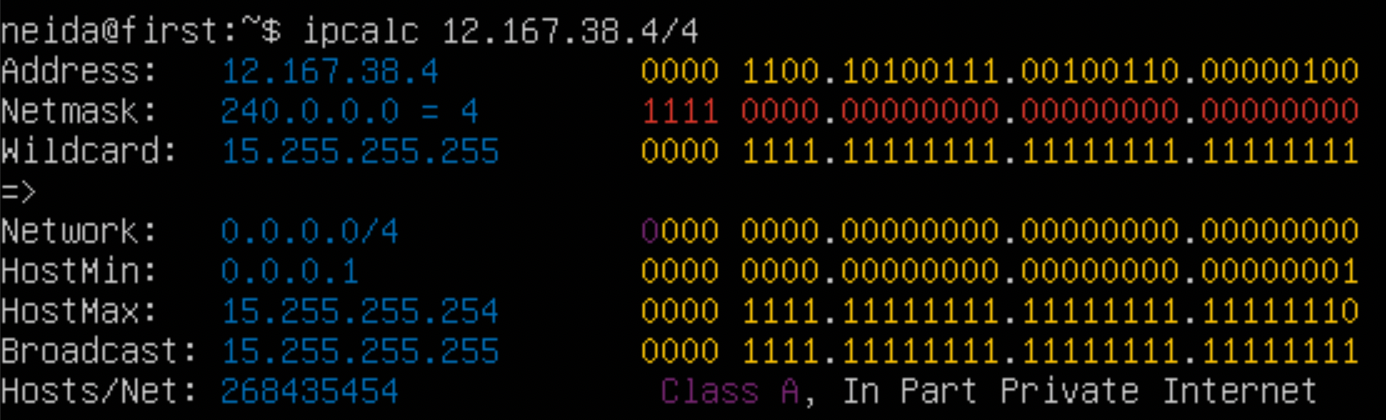 neida@first:~$ ipcalc 12.167.38.4/4
Address: 12.167.38.4 0000 1100.10100111.00100110.00000100
Netmask: 240.0.0.0 = 4 1111 0000.00000000.00000000.00000000
Wildcard: 15.255.255.255 0000 1111.11111111.11111111.11111111
=>
Network: 0.0.0.0/4 0000 0000.00000000.00000000.00000000
HostMin: 0.0.0.1 0000 0000.00000000.00000000.00000001
HostMax: 15.255.255.254 0000 1111.11111111.11111111.11111110
Broadcast: 15.255.255.255 0000 1111.11111111.11111111.11111111
Hosts/Net: 268435454 Class A, In Part Private Internet